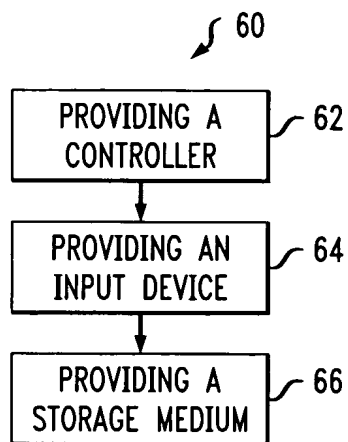 60
PROVIDING A
CONTROLLER
62
PROVIDING AN
INPUT DEVICE
64
PROVIDING A
STORAGE MEDIUM
66